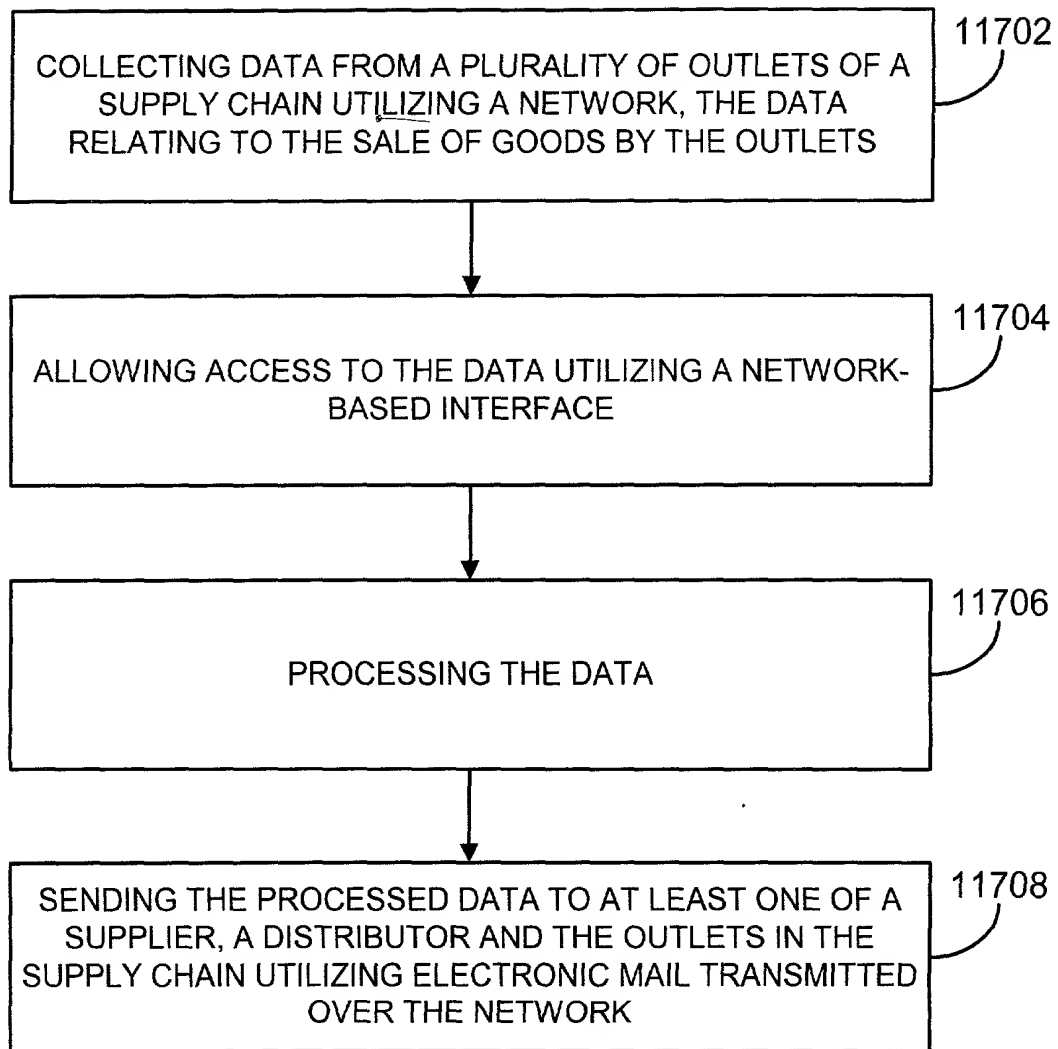 11702
COLLECTING DATA FROM A PLURALITY OF OUTLETS OF A
SUPPLY CHAIN UTILIZING A NETWORK, THE DATA
RELATING TO THE SALE OF GOODS BY THE OUTLETS
11704
ALLOWING ACCESS TO THE DATA UTILIZING A NETWORK-
BASED INTERFACE
11706
PROCESSING THE DATA
11708
SENDING THE PROCESSED DATA TO AT LEAST ONE OF A
SUPPLIER, A DISTRIBUTOR AND THE OUTLETS IN THE
SUPPLY CHAIN UTILIZING ELECTRONIC MAIL TRANSMITTED
OVER THE NETWORK